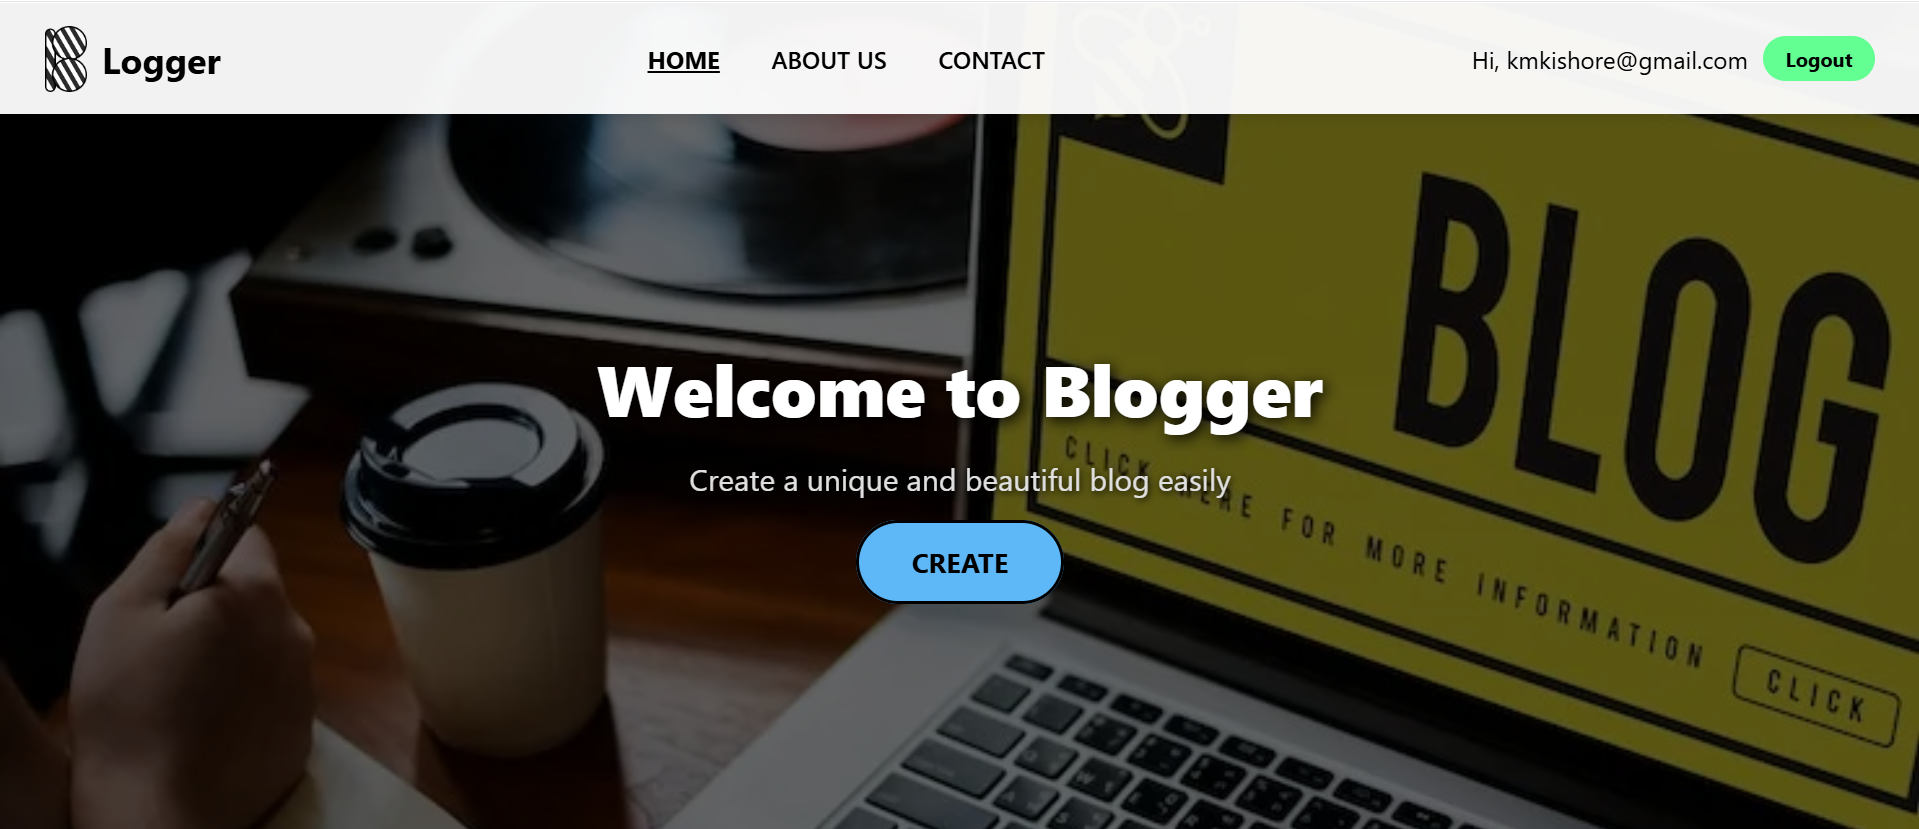 B Logger
HOME ABOUT US CONTACT
Hi, kmkishore@gmail.com Logout
BLOG
Welcome to Blogger
CLICK HERE FOR MORE INFORMATION
CLICK
Create a unique and beautiful blog easily
CREATE